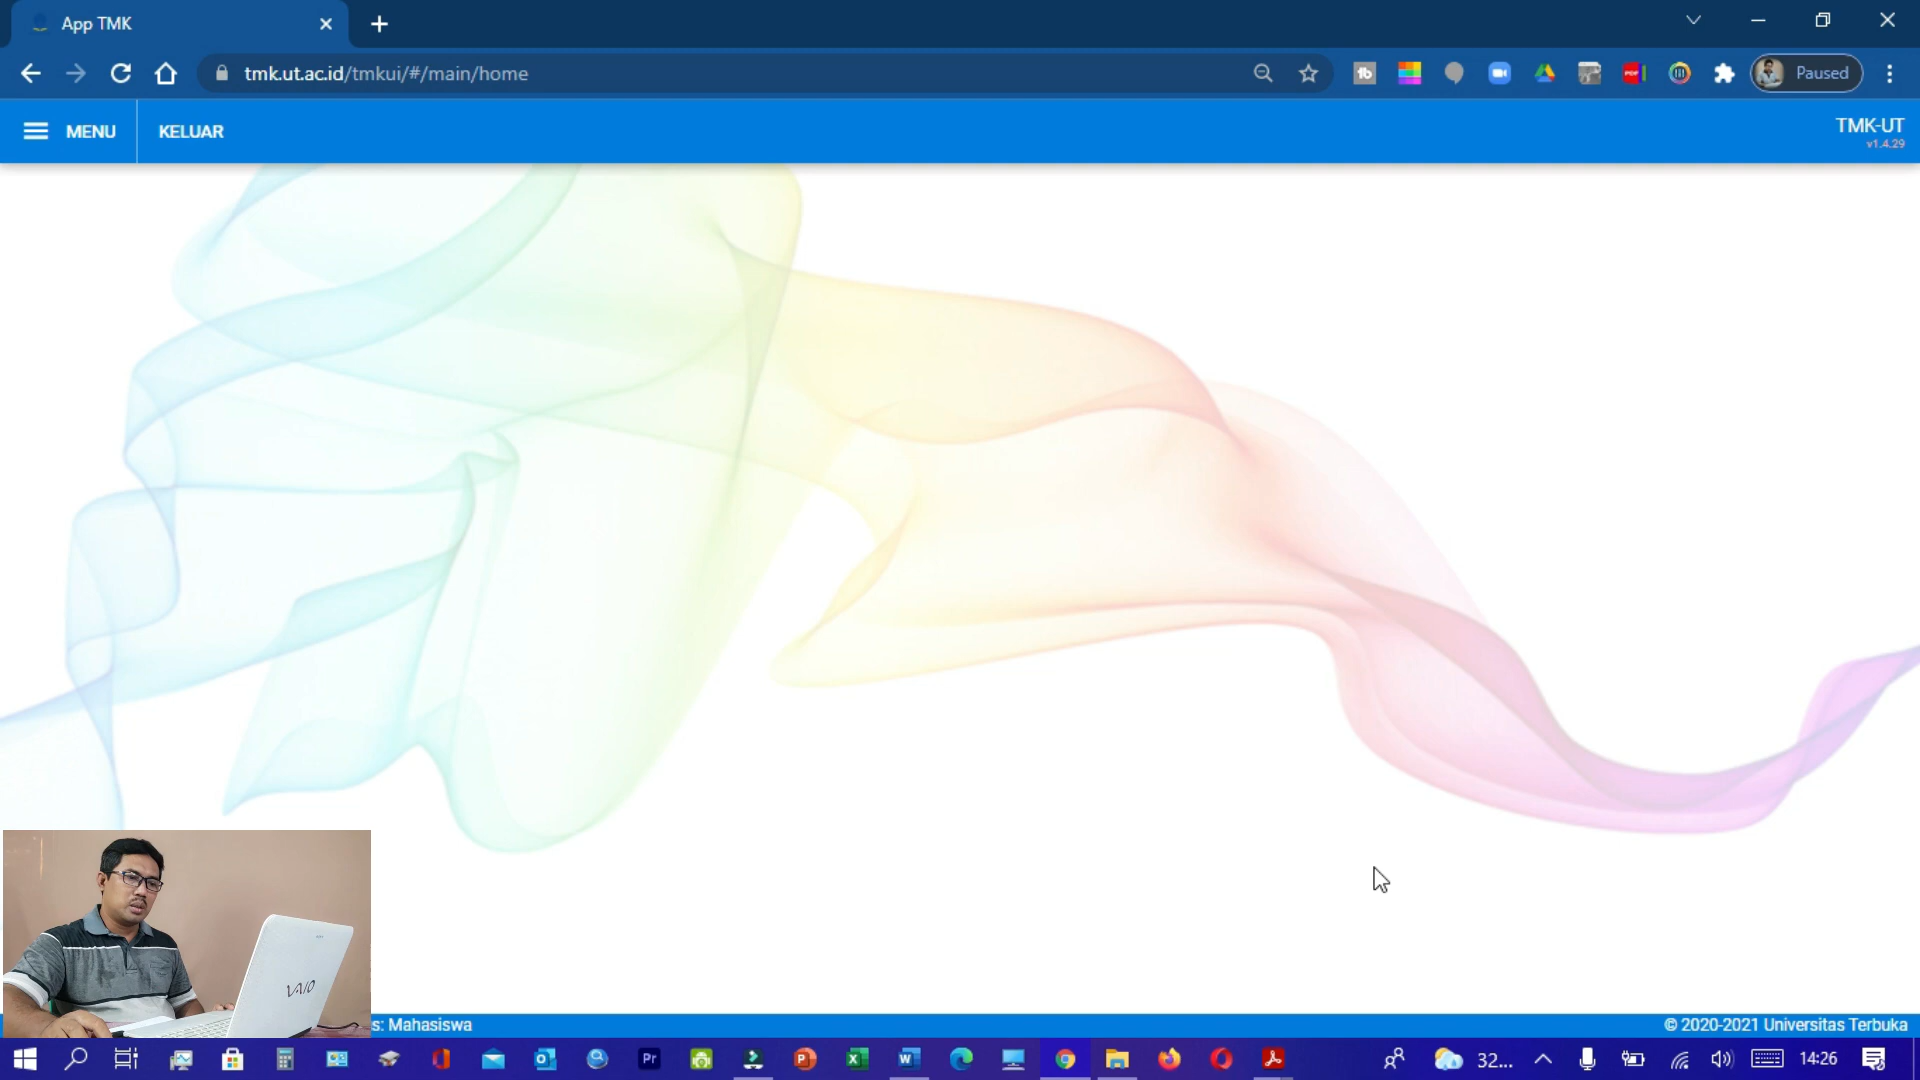 App TMK
tmk.ut.ac.id/tmkui/#/main/home
Paused
MENU
KELUAR
TMK-UT
v1.4.29
VAIO
s: Mahasiswa
© 2020-2021 Universitas Terbuka
32...
14:26